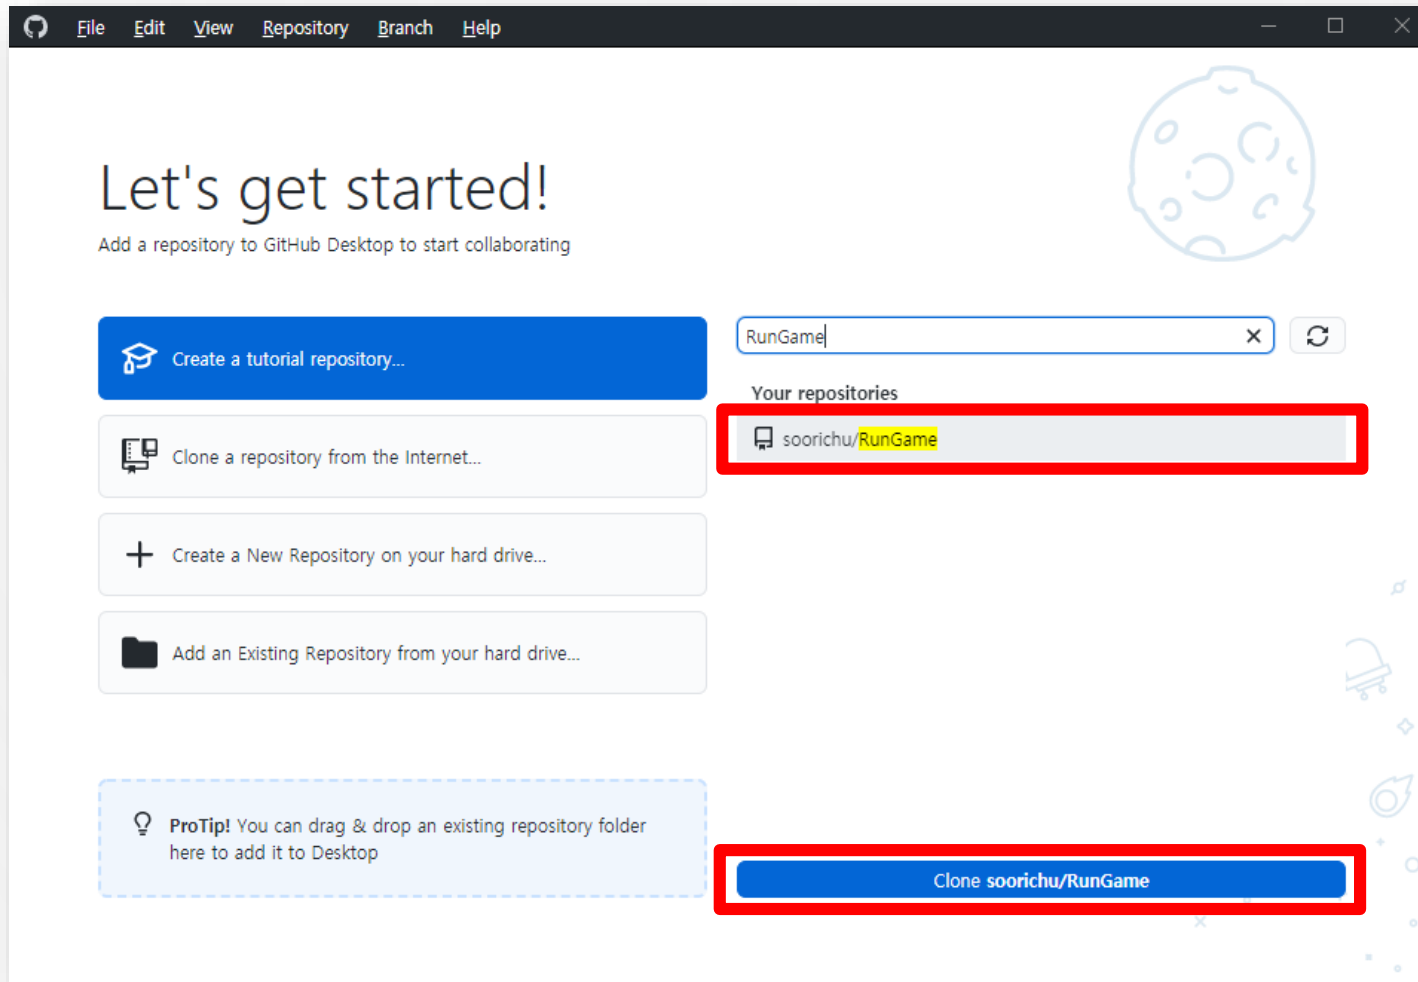 File Edit View Repository Branch Help
Let's get started!
Add a repository to GitHub Desktop to start collaborating
Create a tutorial repository...
Clone a repository from the Internet...
Create a New Repository on your hard drive...
Add an Existing Repository from your hard drive...
ProTip! You can drag & drop an existing repository folder
here to add it to Desktop
RunGame
Your repositories
soorichu/RunGame
Clone soorichu/RunGame